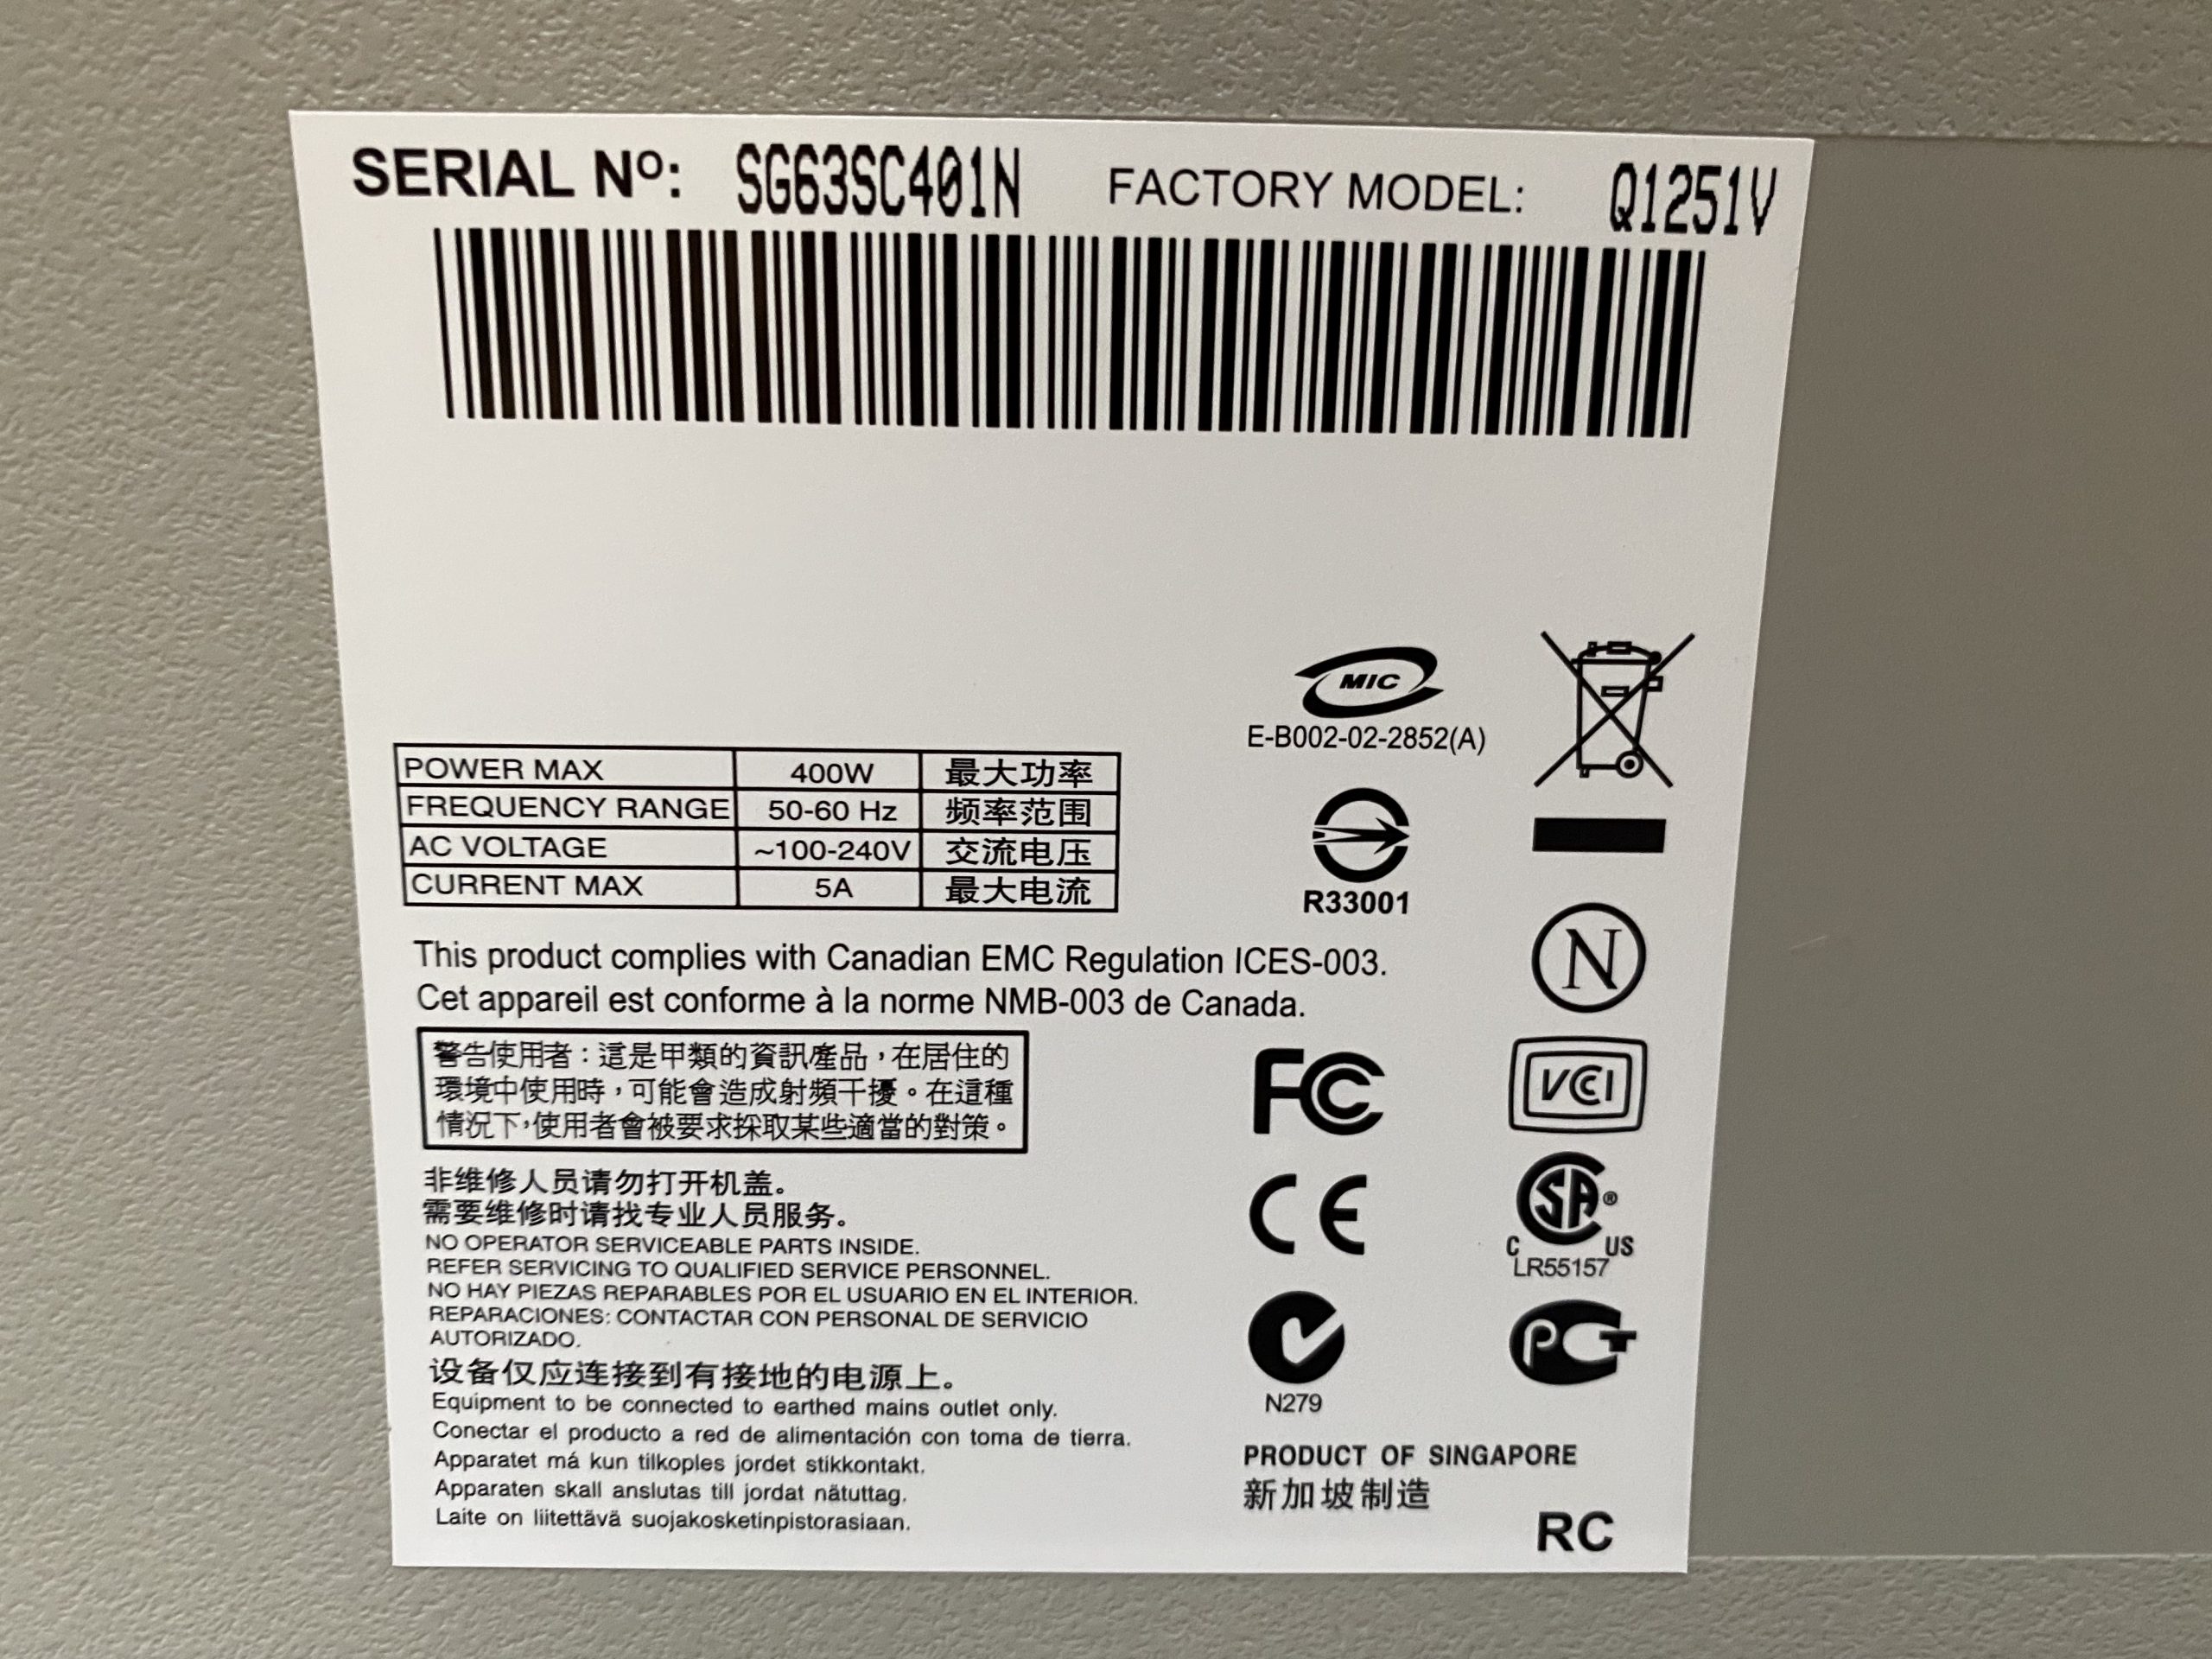 SERIAL Nº: SG63SC401N FACTORY MODEL: Q1251V
MIC
E-B002-02-2852(A)
R33001
POWER MAX 400W 最大功率
FREQUENCY RANGE 50-60 Hz 频率范围
AC VOLTAGE ~100-240V 交流电压
CURRENT MAX 5A 最大电流
N
This product complies with Canadian EMC Regulation ICES-003.
Cet appareil est conforme à la norme NMB-003 de Canada.
警告使用者：這是甲類的資訊產品，在居住的
環境中使用時，可能會造成射頻干擾。在這種
情況下，使用者會被要求採取某些適當的對策。
FC
VCCI
非维修人员请勿打开机盖。
需要维修时请找专业人员服务。
NO OPERATOR SERVICEABLE PARTS INSIDE.
REFER SERVICING TO QUALIFIED SERVICE PERSONNEL.
NO HAY PIEZAS REPARABLES POR EL USUARIO EN EL INTERIOR.
REPARACIONES: CONTACTAR CON PERSONAL DE SERVICIO
AUTORIZADO.
CE
SA®
C US
LR55157
N279
PCT
设备仅应连接到有接地的电源上。
Equipment to be connected to earthed mains outlet only.
Conectar el producto a red de alimentación con toma de tierra.
Apparatet má kun tilkoples jordet stikkontakt.
Apparaten skall anslutas till jordat nätuttag.
Laite on liitettävä suojakosketinpistorasiaan.
PRODUCT OF SINGAPORE
新加坡制造
RC